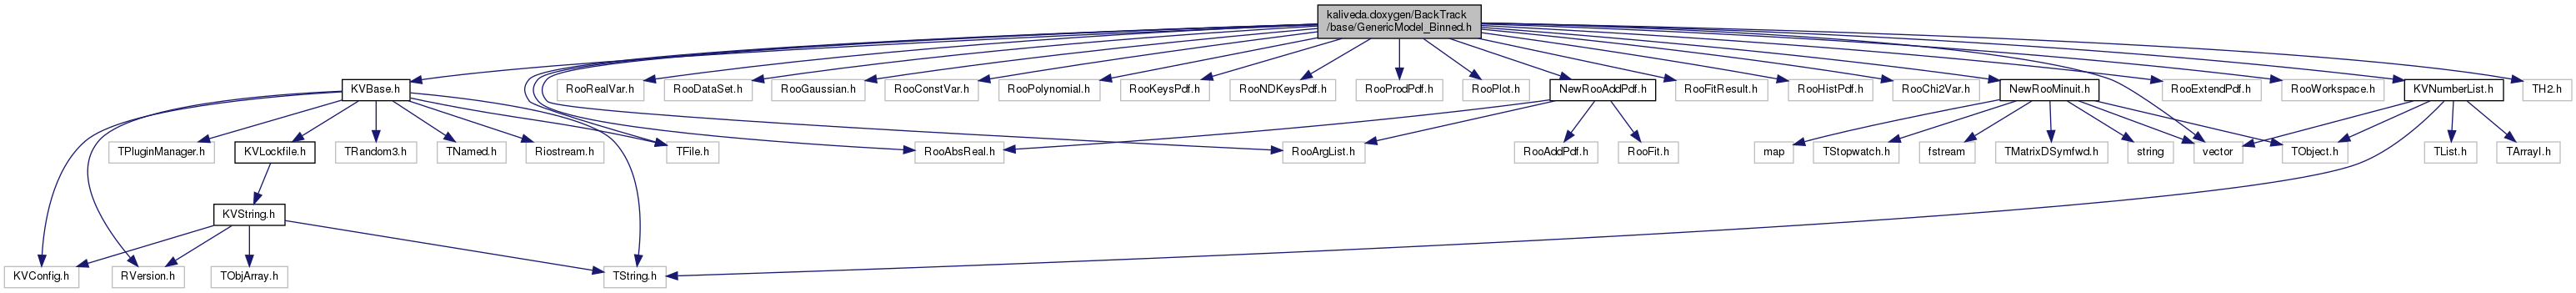 kaliveda.doxygen/BackTrack
/base/GenericModel_Binned.h
KVBase.h
RooRealVar.h
RooDataSet.h
RooGaussian.h
RooConstVar.h
RooPolynomial.h
RooKeysPdf.h
RooNDKeysPdf.h
RooProdPdf.h
RooPlot.h
NewRooAddPdf.h
RooFitResult.h
RooHistPdf.h
RooChi2Var.h
NewRooMinuit.h
RooExtendPdf.h
RooWorkspace.h
KVNumberList.h
TH2.h
TPluginManager.h
KVLockfile.h
TRandom3.h
TNamed.h
Riostream.h
TFile.h
RooAbsReal.h
RooArgList.h
RooAddPdf.h
RooFit.h
map
TStopwatch.h
fstream
TMatrixDSymfwd.h
string
vector
TObject.h
TList.h
TArrayI.h
KVString.h
KVConfig.h
RVersion.h
TObjArray.h
TString.h